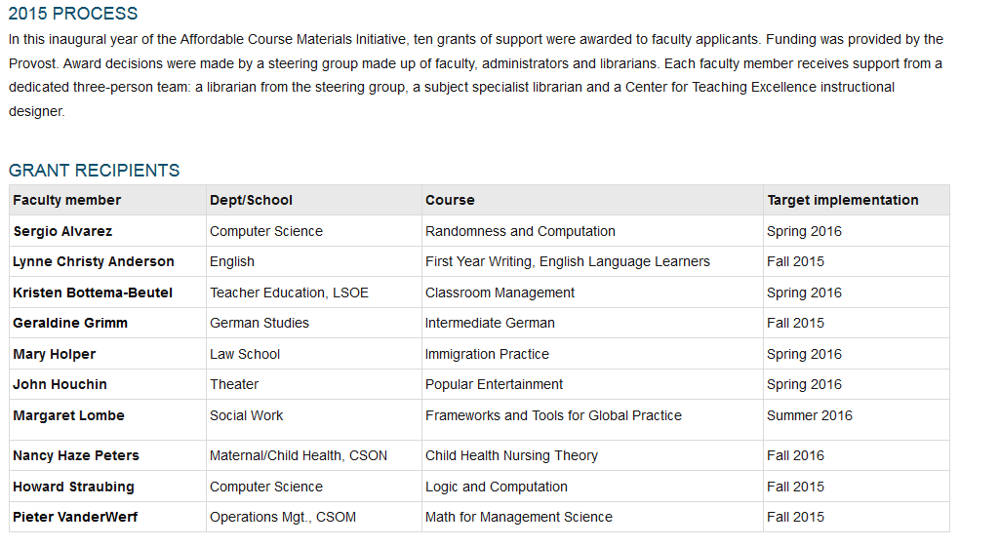 2015 PROCESS
In this inaugural year of the Affordable Course Materials Initiative, ten grants of support were awarded to faculty applicants. Funding was provided by the
Provost. Award decisions were made by a steering group made up of faculty, administrators and librarians. Each faculty member receives support from a
dedicated three-person team: a librarian from the steering group, a subject specialist librarian and a Center for Teaching Excellence instructional
designer.
GRANT RECIPIENTS
Faculty member Dept/School Course Target implementation
Sergio Alvarez Computer Science Randomness and Computation Spring 2016
Lynne Christy Anderson English First Year Writing, English Language Learners Fall 2015
Kristen Bottema-Beutel Teacher Education, LSOE Classroom Management Spring 2016
Geraldine Grimm German Studies Intermediate German Fall 2015
Mary Holper Law School Immigration Practice Spring 2016
John Houchin Theater Popular Entertainment Spring 2016
Margaret Lombe Social Work Frameworks and Tools for Global Practice Summer 2016
Nancy Haze Peters Maternal/Child Health, CSON Child Health Nursing Theory Fall 2016
Howard Straubing Computer Science Logic and Computation Fall 2015
Pieter VanderWerf Operations Mgt., CSOM Math for Management Science Fall 2015